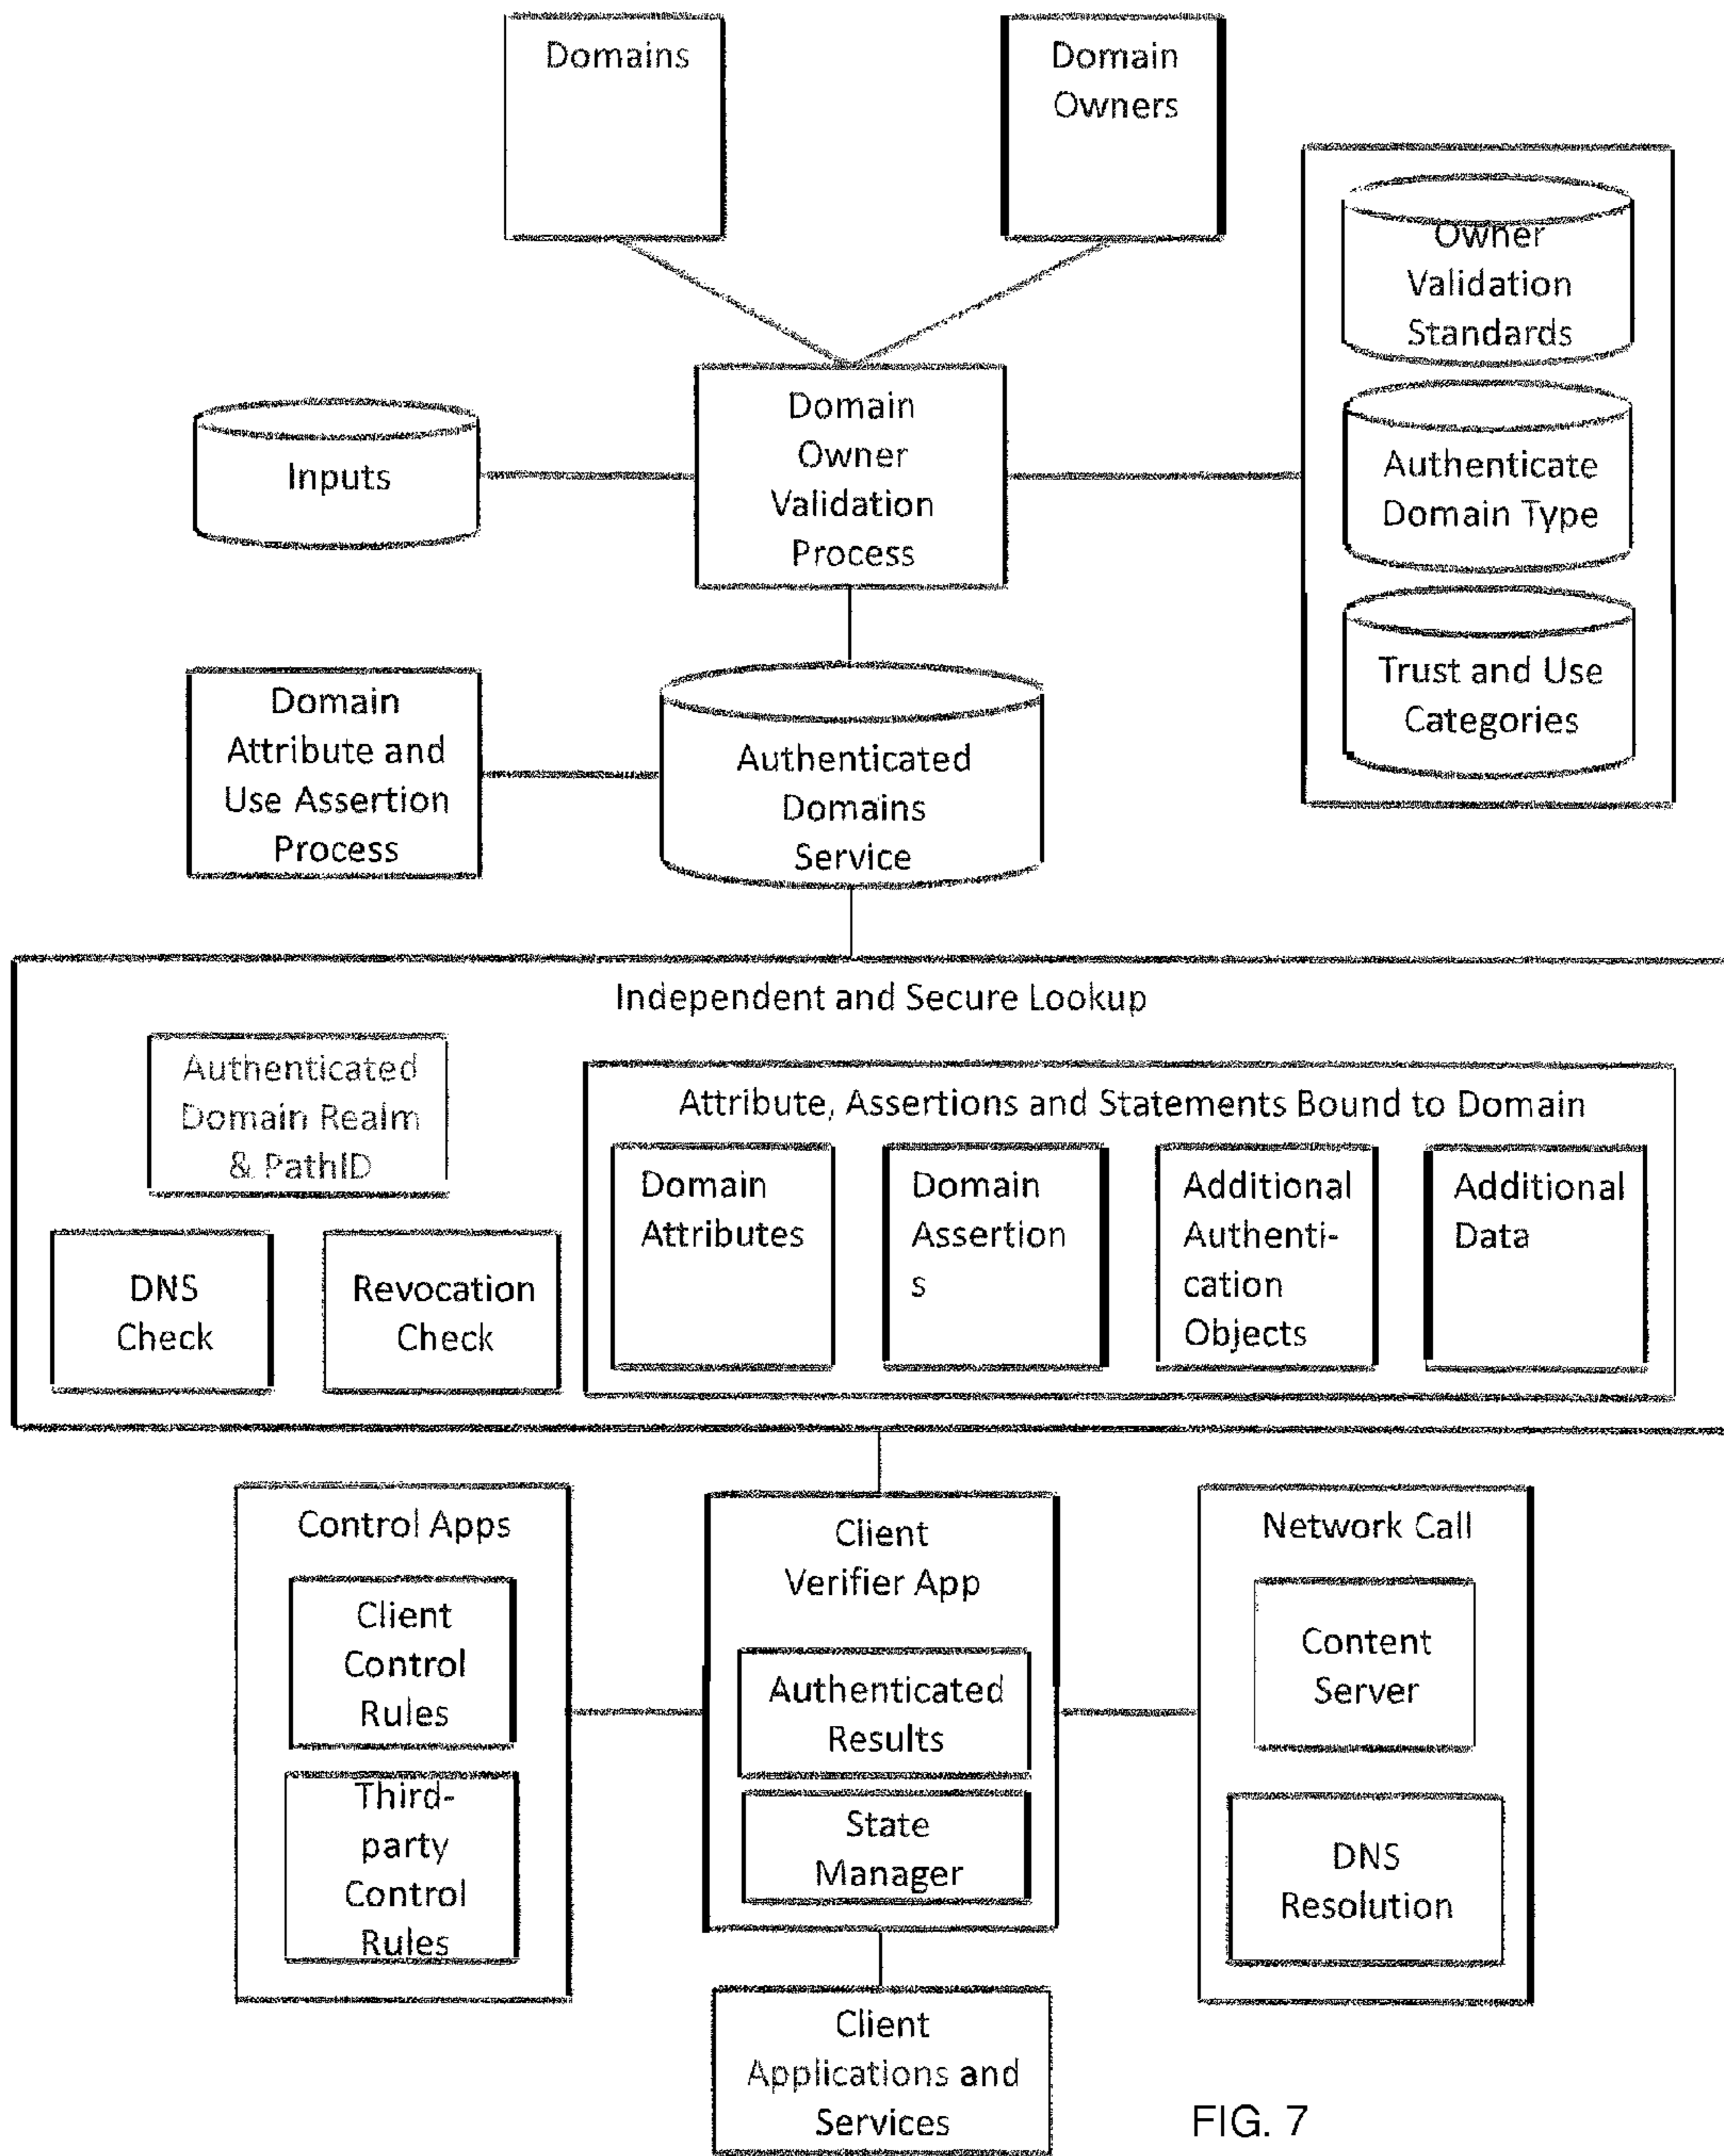 Domains
Domain
Owners
Owner
Validation
Standards
Authenticate
Domain Type
Trust and Use
Categories
Domain
Owner
Validation
Process
Inputs
Domain
Attribute and
Use Assertion
Process
Authenticated
Domains
Service
Independent and Secure Lookup
Authenticated
Domain Realm
& PathID
DNS
Check
Revocation
Check
Attribute, Assertions and Statements Bound to Domain
Domain
Attributes
Domain
Assertion
s
Additional
Authenti-
cation
Objects
Additional
Data
Control Apps
Client
Control
Rules
Third-
party
Control
Rules
Client
Verifier App
Authenticated
Results
State
Manager
Network Call
Content
Server
DNS
Resolution
Client
Applications and
Services
FIG. 7